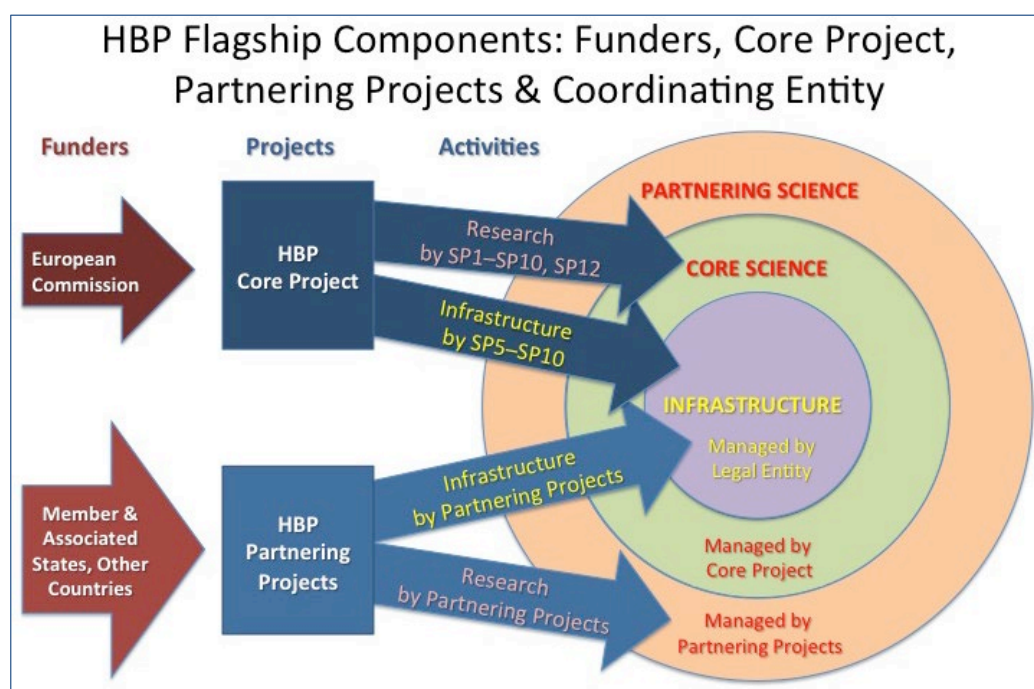 HBP Flagship Components: Funders, Core Project,
Partnering Projects & Coordinating Entity
Funders
Projects
Activities
European
Commission
HBP
Core Project
Research
by SP1–SP10, SP12
Infrastructure
by SP5–SP10
PARTNERING SCIENCE
CORE SCIENCE
INFRASTRUCTURE
Managed by
Legal Entity
Member &
Associated
States, Other
Countries
HBP
Partnering
Projects
Infrastructure
by Partnering Projects
Research
by Partnering Projects
Managed by
Core Project
Managed by
Partnering Projects